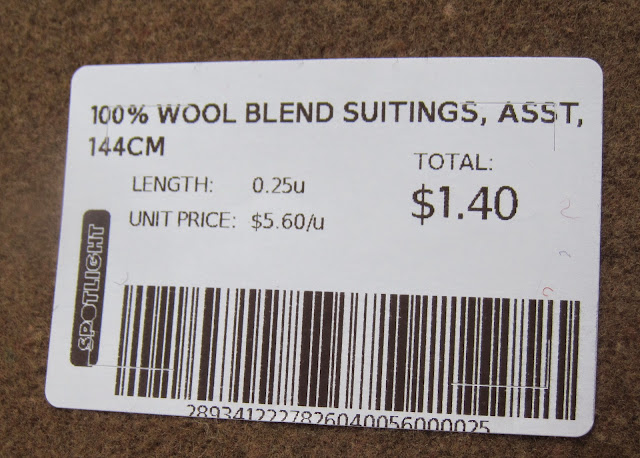 100% WOOL BLEND SUITINGS, ASST,
144CM
LENGTH: 0.25u
UNIT PRICE: $5.60/u
TOTAL:
$1.40
SPOTLIGHT
2893412227826040056000025